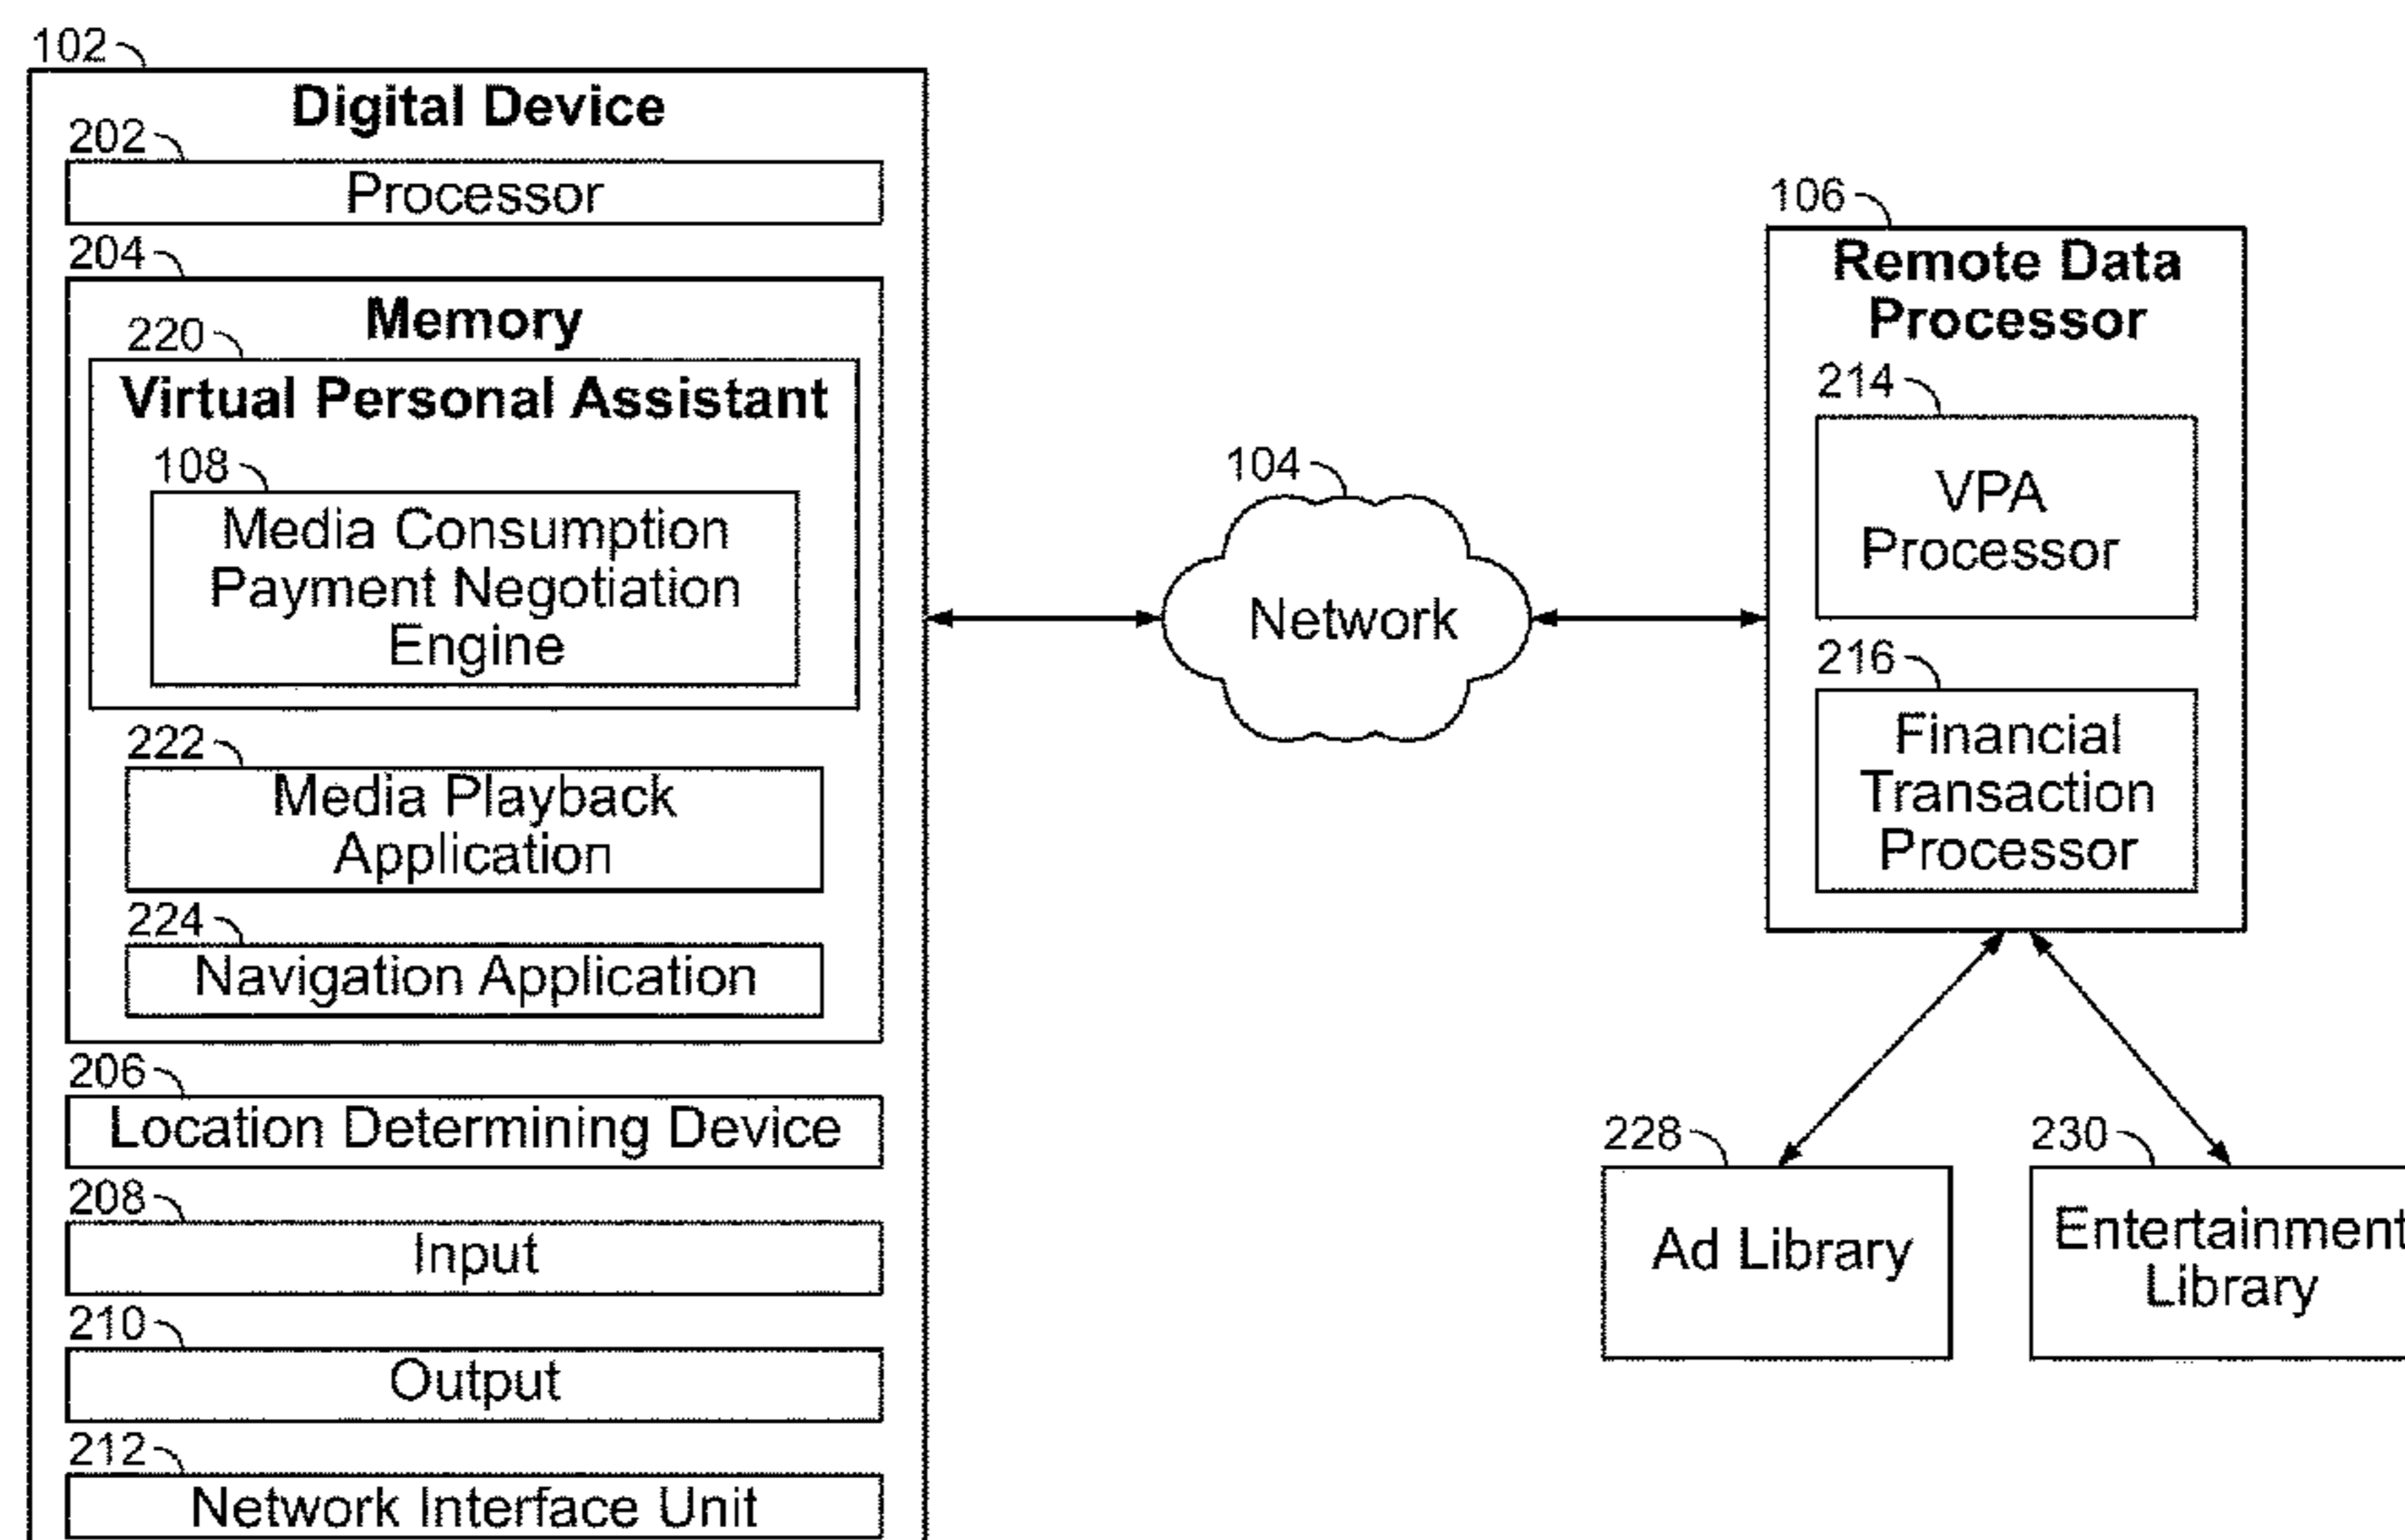 102
Digital Device
202
Processor
204
Memory
220
Virtual Personal Assistant
108
Media Consumption
Payment Negotiation
Engine
222
Media Playback
Application
224
Navigation Application
206
Location Determining Device
208
Input
210
Output
212
Network Interface Unit
104
Network
106
Remote Data
Processor
214
VPA
Processor
216
Financial
Transaction
Processor
228
Ad Library
230
Entertainment
Library